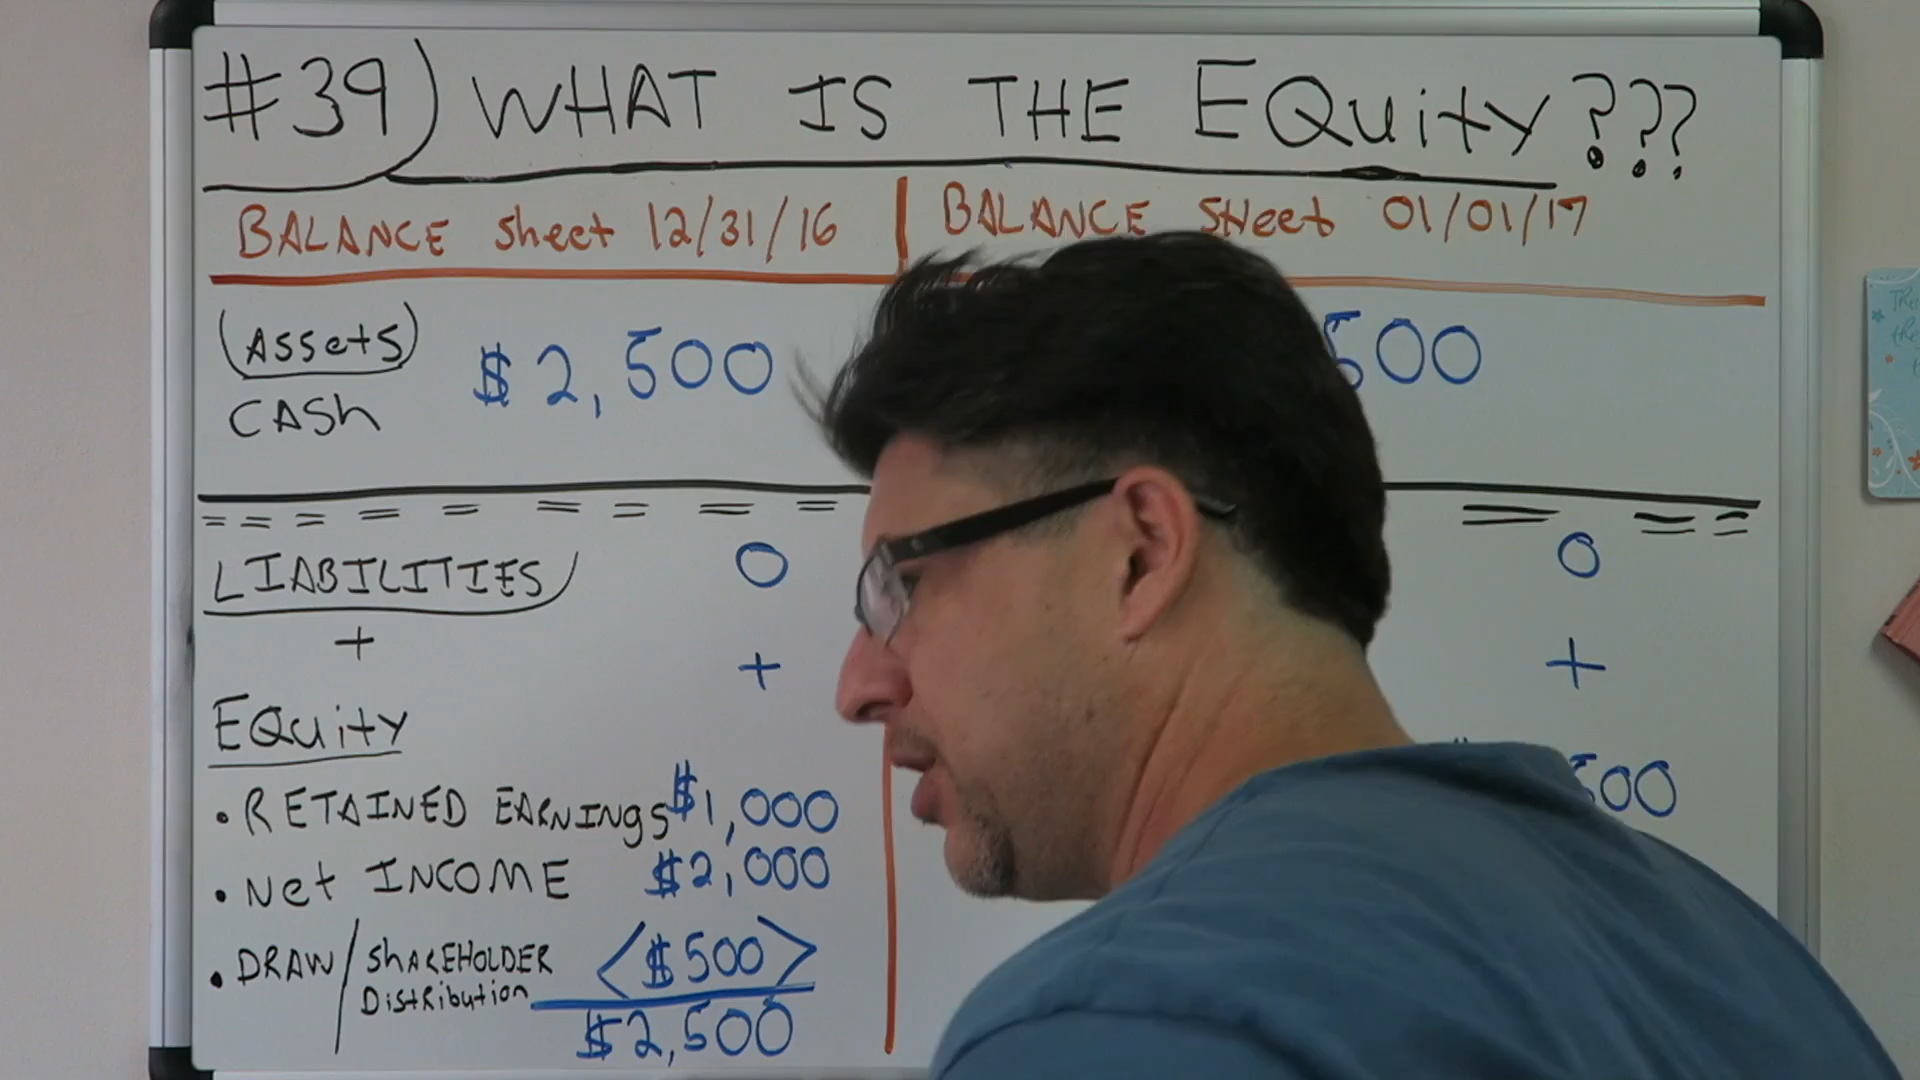 #39) WHAT IS THE EQuity???
BALANCE Sheet 12/31/16
BALANCE SHeet 01/01/17
(Assets)
$2,500
500
CASh
LIABILITIES
0
0
+
+
+
EQuity
• RETAINED EARNINgs $1,000
500
• Net INCOME $2,000
• DRAW / ShAREHOLDER DistRibution <$500>
$2,500